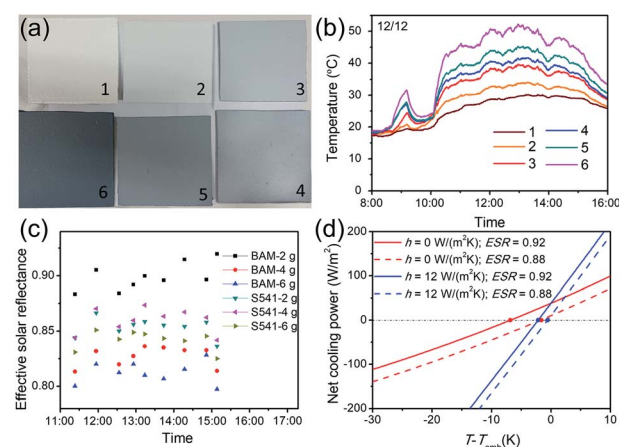 (a)
1
2
3
6
5
4
(b)
12/12
Temperature (°C)
60
50
40
30
20
10
1
2
3
4
5
6
8:00 10:00 12:00 14:00 16:00
Time
(c)
Effective solar reflectance
0.90
0.85
0.80
BAM-2 g
BAM-4 g
BAM-6 g
S541-2 g
S541-4 g
S541-6 g
11:00 12:00 13:00 14:00 15:00 16:00 17:00
Time
(d)
Net cooling power (W/m²)
200
100
0
-100
-200
h = 0 W/(m²K); ESR = 0.92
h = 0 W/(m²K); ESR = 0.88
h = 12 W/(m²K); ESR = 0.92
h = 12 W/(m²K); ESR = 0.88
-30 -20 -10 0 10
T-Tamb(K)